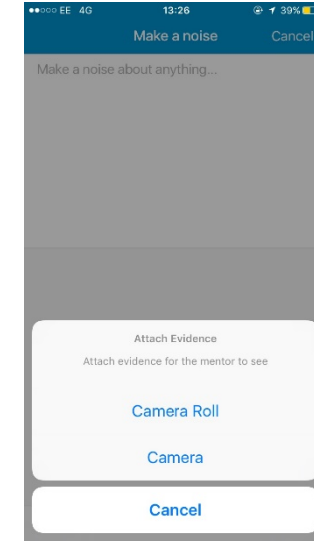 EE 4G 13:26 39%
Make a noise Cancel
Make a noise about anything...
Attach Evidence
Attach evidence for the mentor to see
Camera Roll
Camera
Cancel